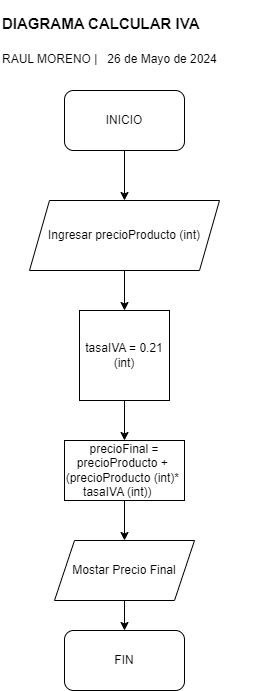 DIAGRAMA CALCULAR IVA
RAUL MORENO | 26 de Mayo de 2024
INICIO
Ingresar precioProducto (int)
tasaIVA = 0.21
(int)
precioFinal =
precioProducto +
(precioProducto (int)*
tasaIVA (int))
Mostar Precio Final
FIN